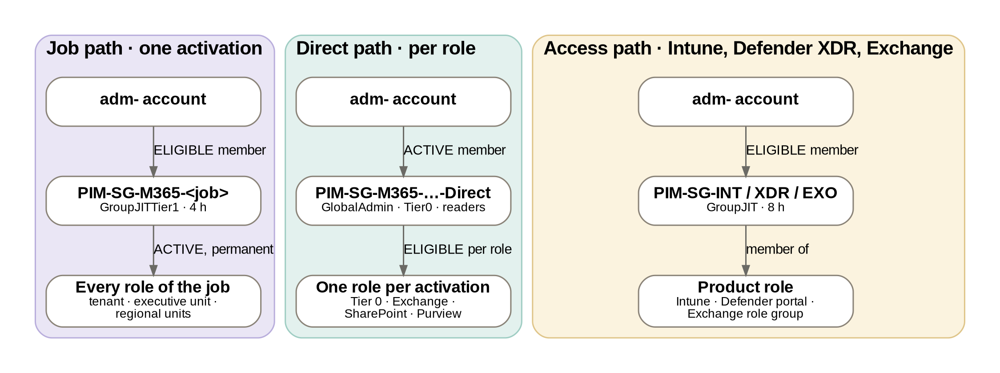 Job path · one activation
adm- account
ELIGIBLE member
PIM-SG-M365-<job>
GroupJITTier1 · 4 h
ACTIVE, permanent
Every role of the job
tenant · executive unit ·
regional units
Direct path · per role
adm- account
ACTIVE member
PIM-SG-M365-…-Direct
GlobalAdmin · Tier0 · readers
ELIGIBLE per role
One role per activation
Tier 0 · Exchange ·
SharePoint · Purview
Access path · Intune, Defender XDR, Exchange
adm- account
ELIGIBLE member
PIM-SG-INT / XDR / EXO
GroupJIT · 8 h
member of
Product role
Intune · Defender portal ·
Exchange role group